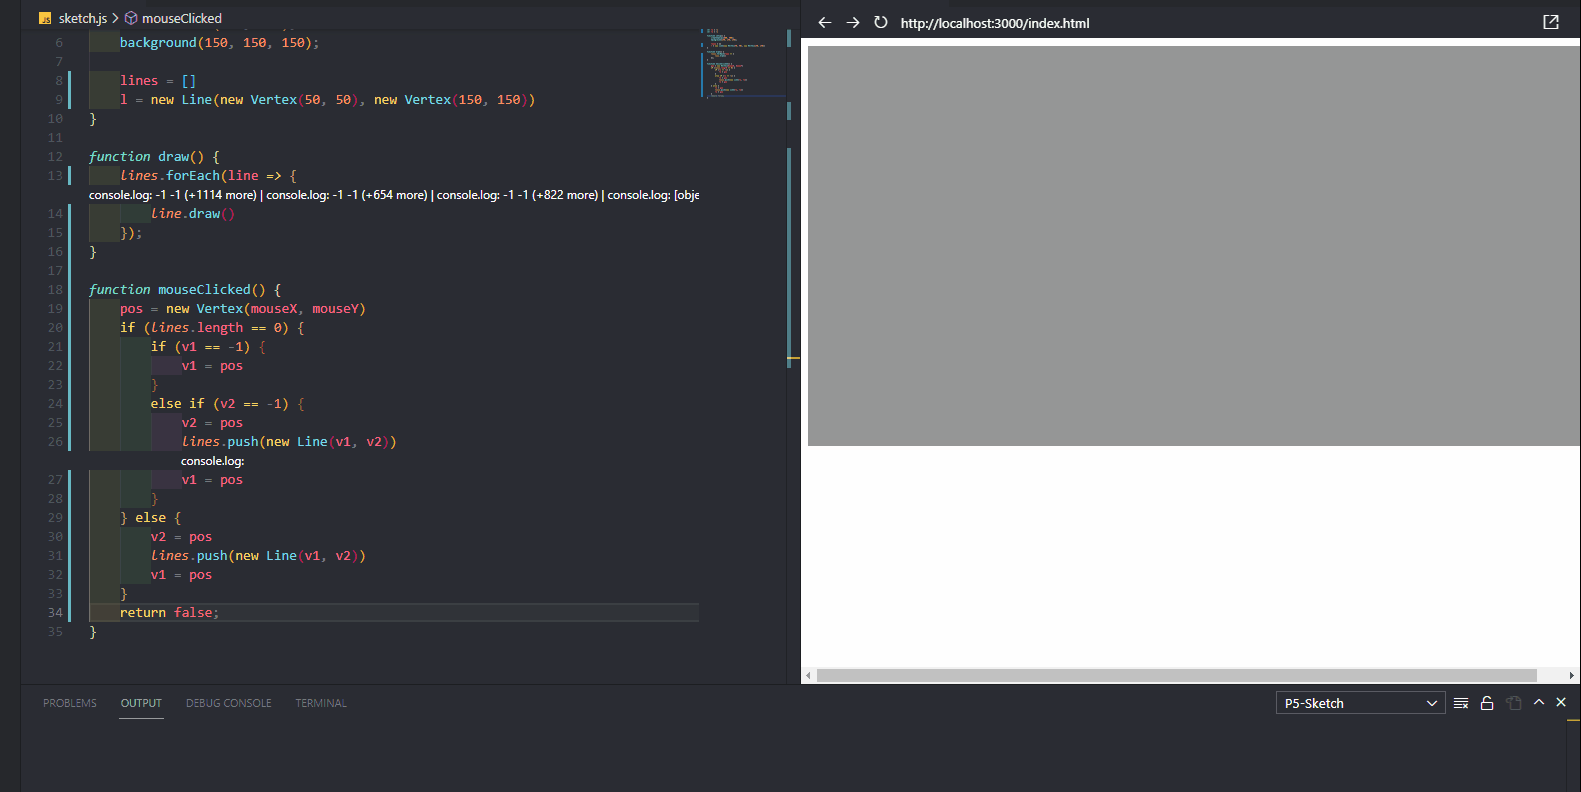 sketch.js > mouseClicked
6 background(150, 150, 150);
7
8 lines = []
9 l = new Line(new Vertex(50, 50), new Vertex(150, 150))
10 }
11
12 function draw() {
13 lines.forEach(line => {
console.log: -1 -1 (+1114 more) | console.log: -1 -1 (+654 more) | console.log: -1 -1 (+822 more) | console.log: [obje
14 line.draw()
15 });
16 }
17
18 function mouseClicked() {
19 pos = new Vertex(mouseX, mouseY)
20 if (lines.length == 0) {
21 if (v1 == -1) {
22 v1 = pos
23 }
24 else if (v2 == -1) {
25 v2 = pos
26 lines.push(new Line(v1, v2))
console.log:
27 v1 = pos
28 }
29 } else {
30 v2 = pos
31 lines.push(new Line(v1, v2))
32 v1 = pos
33 }
34 return false;
35 }
http://localhost:3000/index.html
PROBLEMS OUTPUT DEBUG CONSOLE TERMINAL
P5-Sketch